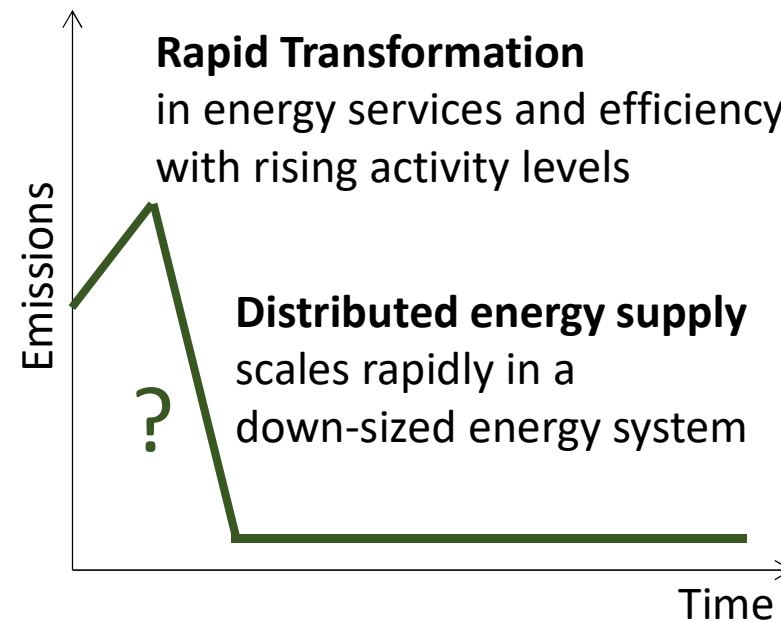 Rapid Transformation
in energy services and efficiency
with rising activity levels
Emissions
Distributed energy supply
scales rapidly in a
down-sized energy system
?
Time